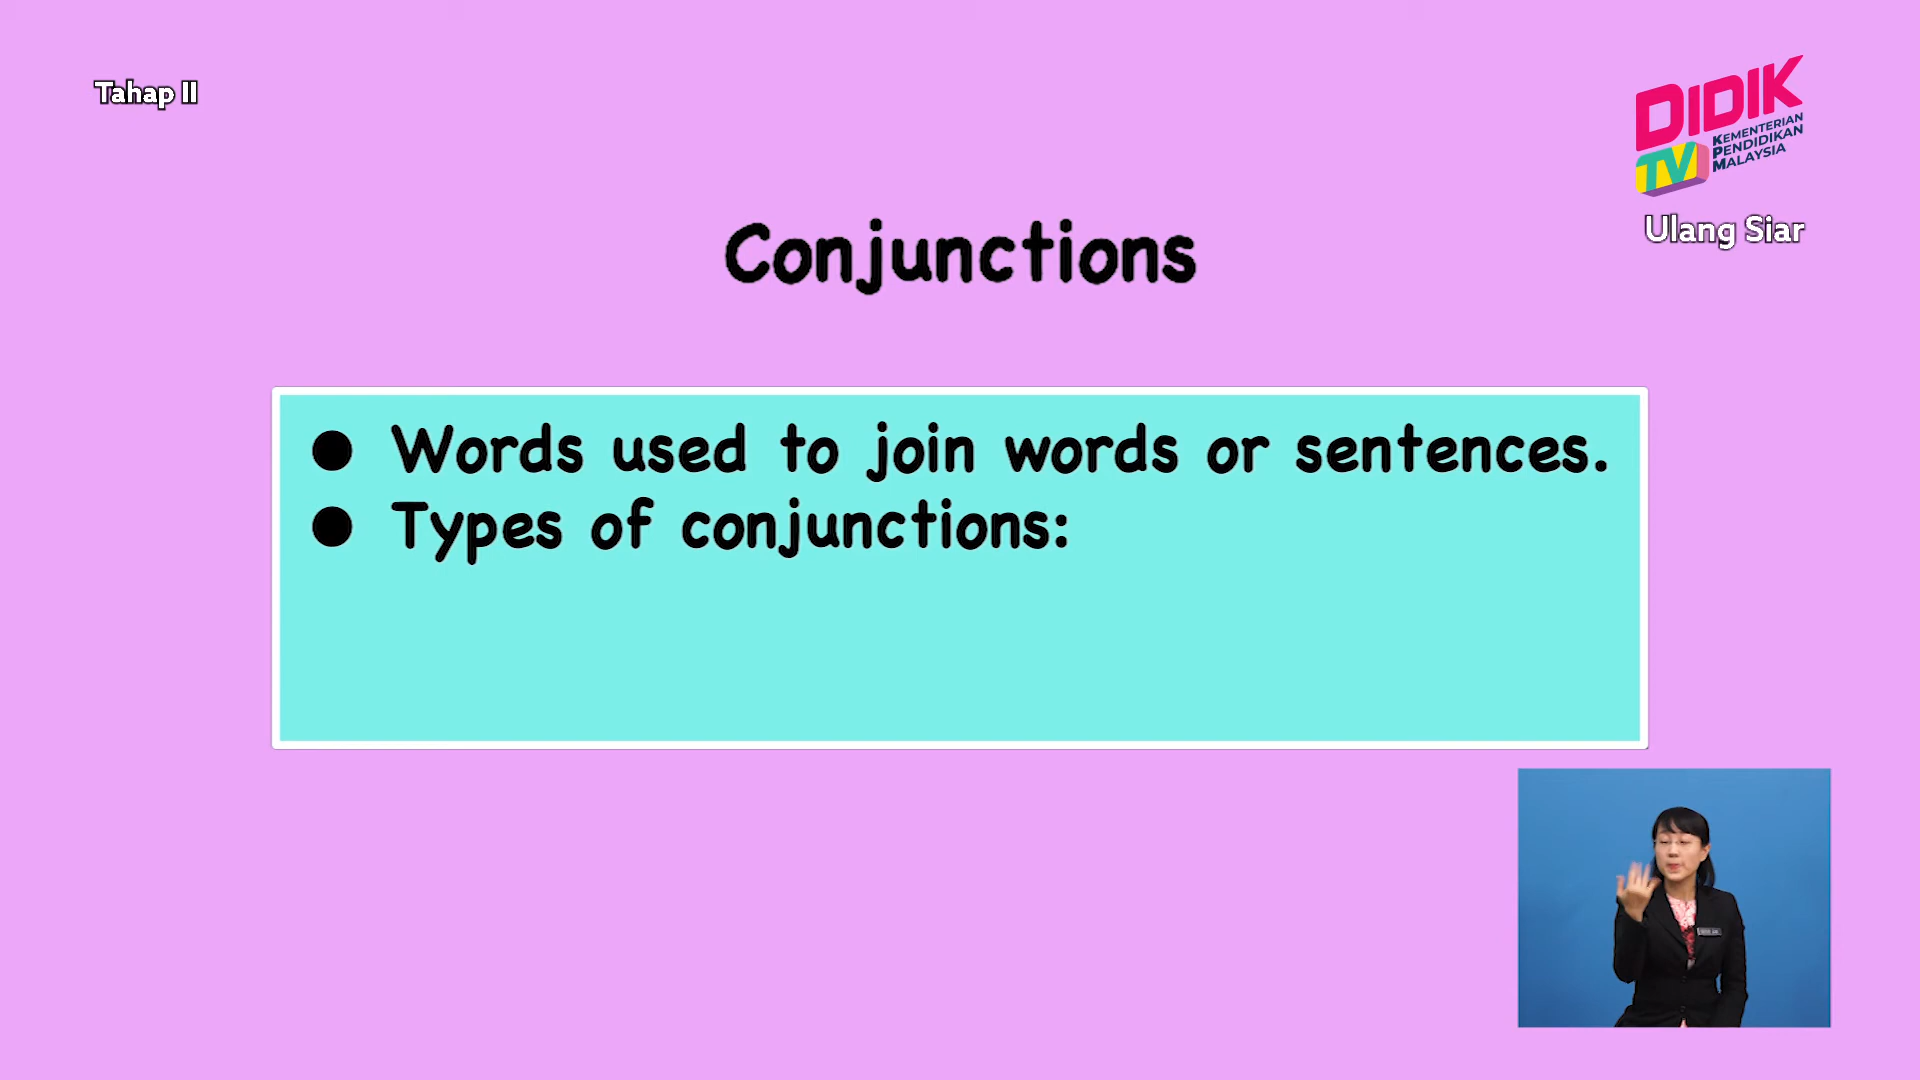 Tahap II
DIDIK
TV
KEMENTERIAN
PENDIDIKAN
MALAYSIA
Ulang Siar
Conjunctions
● Words used to join words or sentences.
● Types of conjunctions: